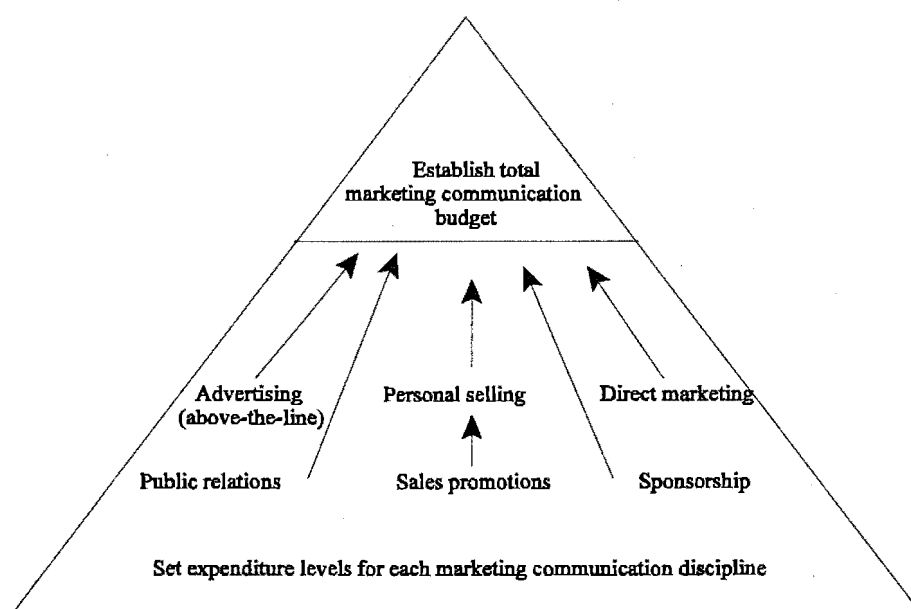 Establish total
marketing communication
budget
Advertising
(above-the-line)
Personal selling
Direct marketing
Public relations
Sales promotions
Sponsorship
Set expenditure levels for each marketing communication discipline